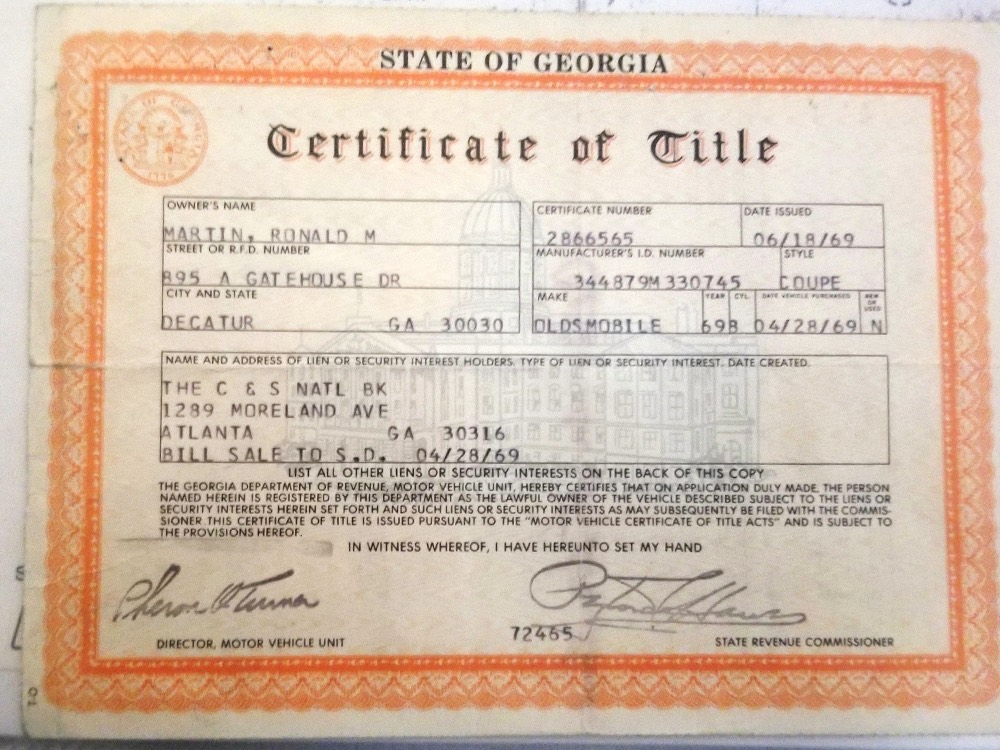 STATE OF GEORGIA
Certificate of Title
OWNER'S NAME
MARTIN, RONALD M
STREET OR R.F.D. NUMBER
895 A GATEHOUSE DR
CITY AND STATE
DECATUR GA 30030
CERTIFICATE NUMBER DATE ISSUED
2866565 06/18/69
MANUFACTURER'S I.D. NUMBER STYLE
344879M330745 COUPE
MAKE YEAR CYL. DATE VEHICLE PURCHASED NEW OR USED
OLDSMOBILE 698 04/28/69 N
NAME AND ADDRESS OF LIEN OR SECURITY INTEREST HOLDERS. TYPE OF LIEN OR SECURITY INTEREST. DATE CREATED.
THE C & S NATL BK
1289 MORELAND AVE
ATLANTA GA 30316
BILL SALE TO S.D. 04/28/69
LIST ALL OTHER LIENS OR SECURITY INTERESTS ON THE BACK OF THIS COPY
THE GEORGIA DEPARTMENT OF REVENUE, MOTOR VEHICLE UNIT, HEREBY CERTIFIES THAT ON APPLICATION DULY MADE, THE PERSON
NAMED HEREIN IS REGISTERED BY THIS DEPARTMENT AS THE LAWFUL OWNER OF THE VEHICLE DESCRIBED SUBJECT TO THE LIENS OR
SECURITY INTERESTS HEREIN SET FORTH AND SUCH LIENS OR SECURITY INTERESTS AS MAY SUBSEQUENTLY BE FILED WITH THE COMMIS-
SIONER. THIS CERTIFICATE OF TITLE IS ISSUED PURSUANT TO THE "MOTOR VEHICLE CERTIFICATE OF TITLE ACTS" AND IS SUBJECT TO
THE PROVISIONS HEREOF.
IN WITNESS WHEREOF, I HAVE HEREUNTO SET MY HAND
72465
DIRECTOR, MOTOR VEHICLE UNIT STATE REVENUE COMMISSIONER